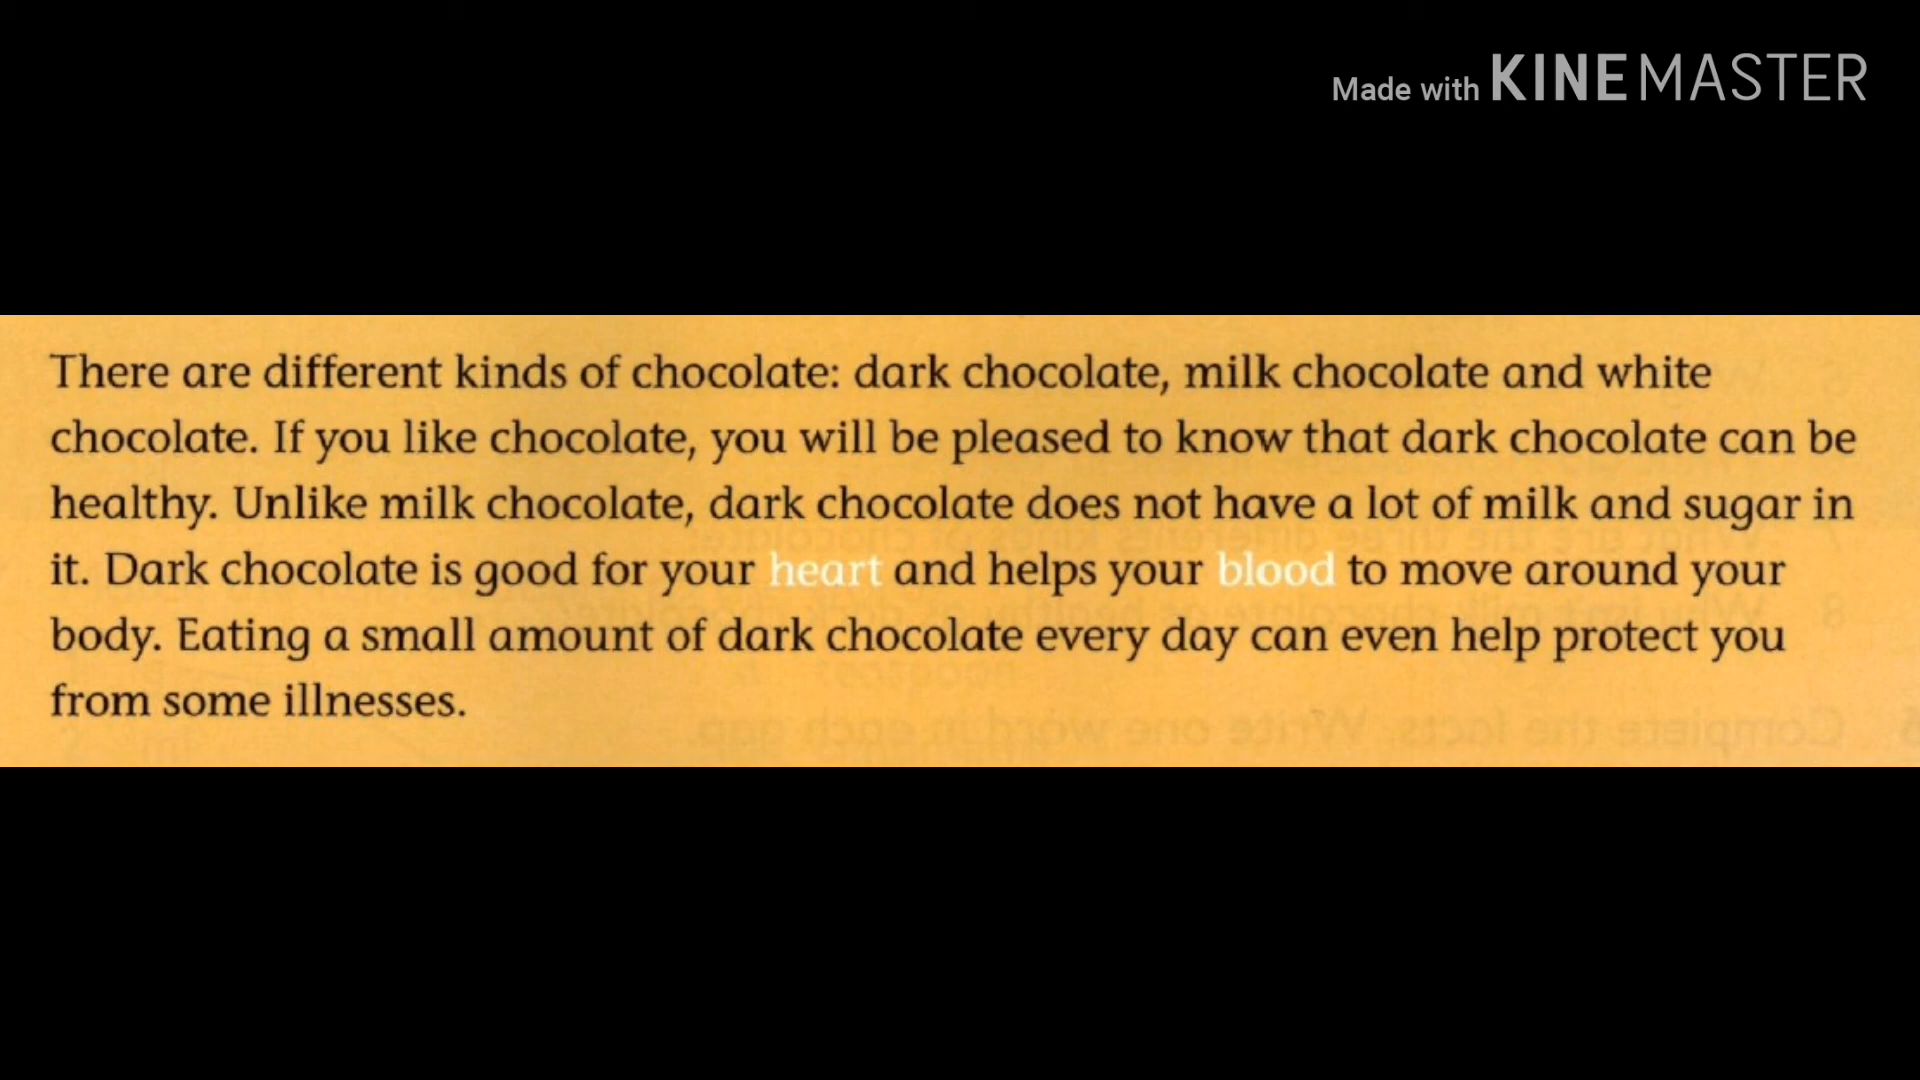 Made with KINEMASTER
There are different kinds of chocolate: dark chocolate, milk chocolate and white
chocolate. If you like chocolate, you will be pleased to know that dark chocolate can be
healthy. Unlike milk chocolate, dark chocolate does not have a lot of milk and sugar in
it. Dark chocolate is good for your heart and helps your blood to move around your
body. Eating a small amount of dark chocolate every day can even help protect you
from some illnesses.